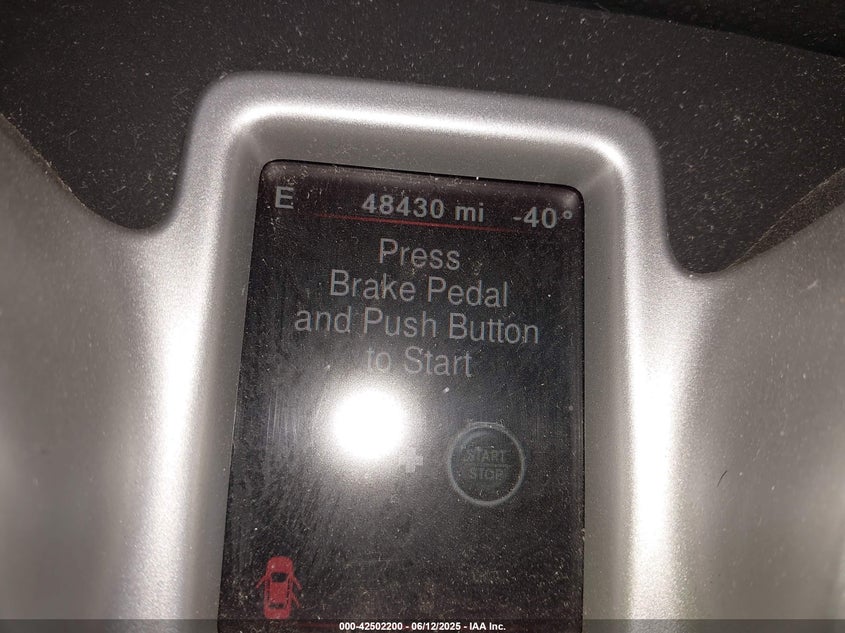 E 48430 mi -40°
Press
Brake Pedal
and Push Button
to Start
START
STOP
000-42502200 - 06/12/2025 - IAA Inc.